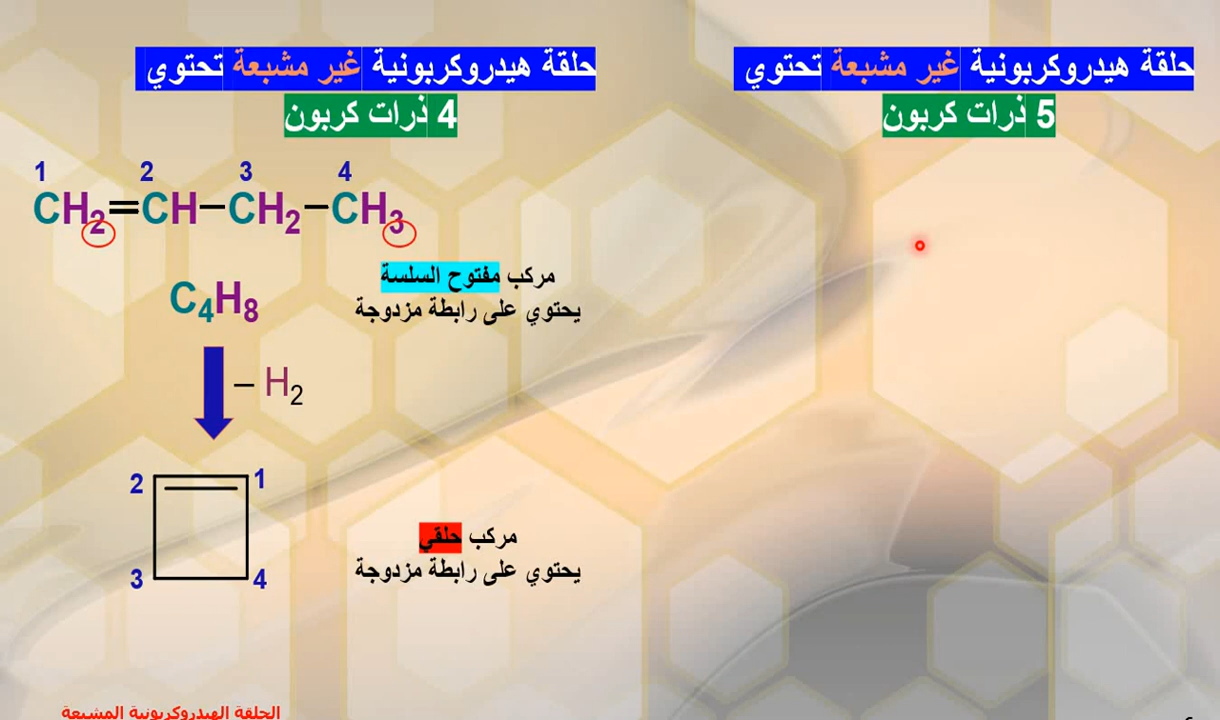 حلقة هيدروكربونية غير مشبعة تحتوي
5 ذرات كربون
حلقة هيدروكربونية غير مشبعة تحتوي
4 ذرات كربون
1 2 3 4
CH₂=CH–CH₂–CH₃
مركب مفتوح السلسة
يحتوي على رابطة مزدوجة
C₄H₈
– H₂
2 1
3 4
مركب حلقي
يحتوي على رابطة مزدوجة
الحلقة الهيدروكربونية المشبعة